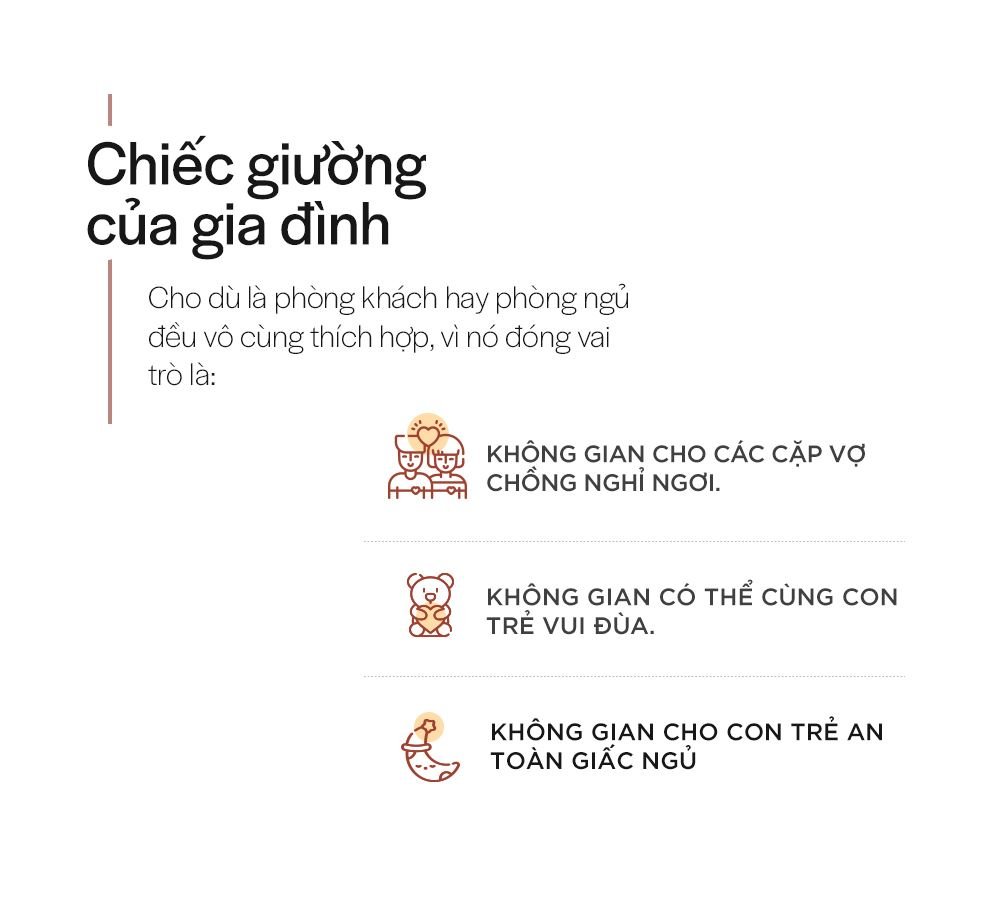 Chiếc giường
của gia đình
Cho dù là phòng khách hay phòng ngủ
đều vô cùng thích hợp, vì nó đóng vai
trò là:
KHÔNG GIAN CHO CÁC CẶP VỢ
CHỒNG NGHỈ NGƠI.
KHÔNG GIAN CÓ THỂ CÙNG CON
TRẺ VUI ĐÙA.
KHÔNG GIAN CHO CON TRẺ AN
TOÀN GIẤC NGỦ